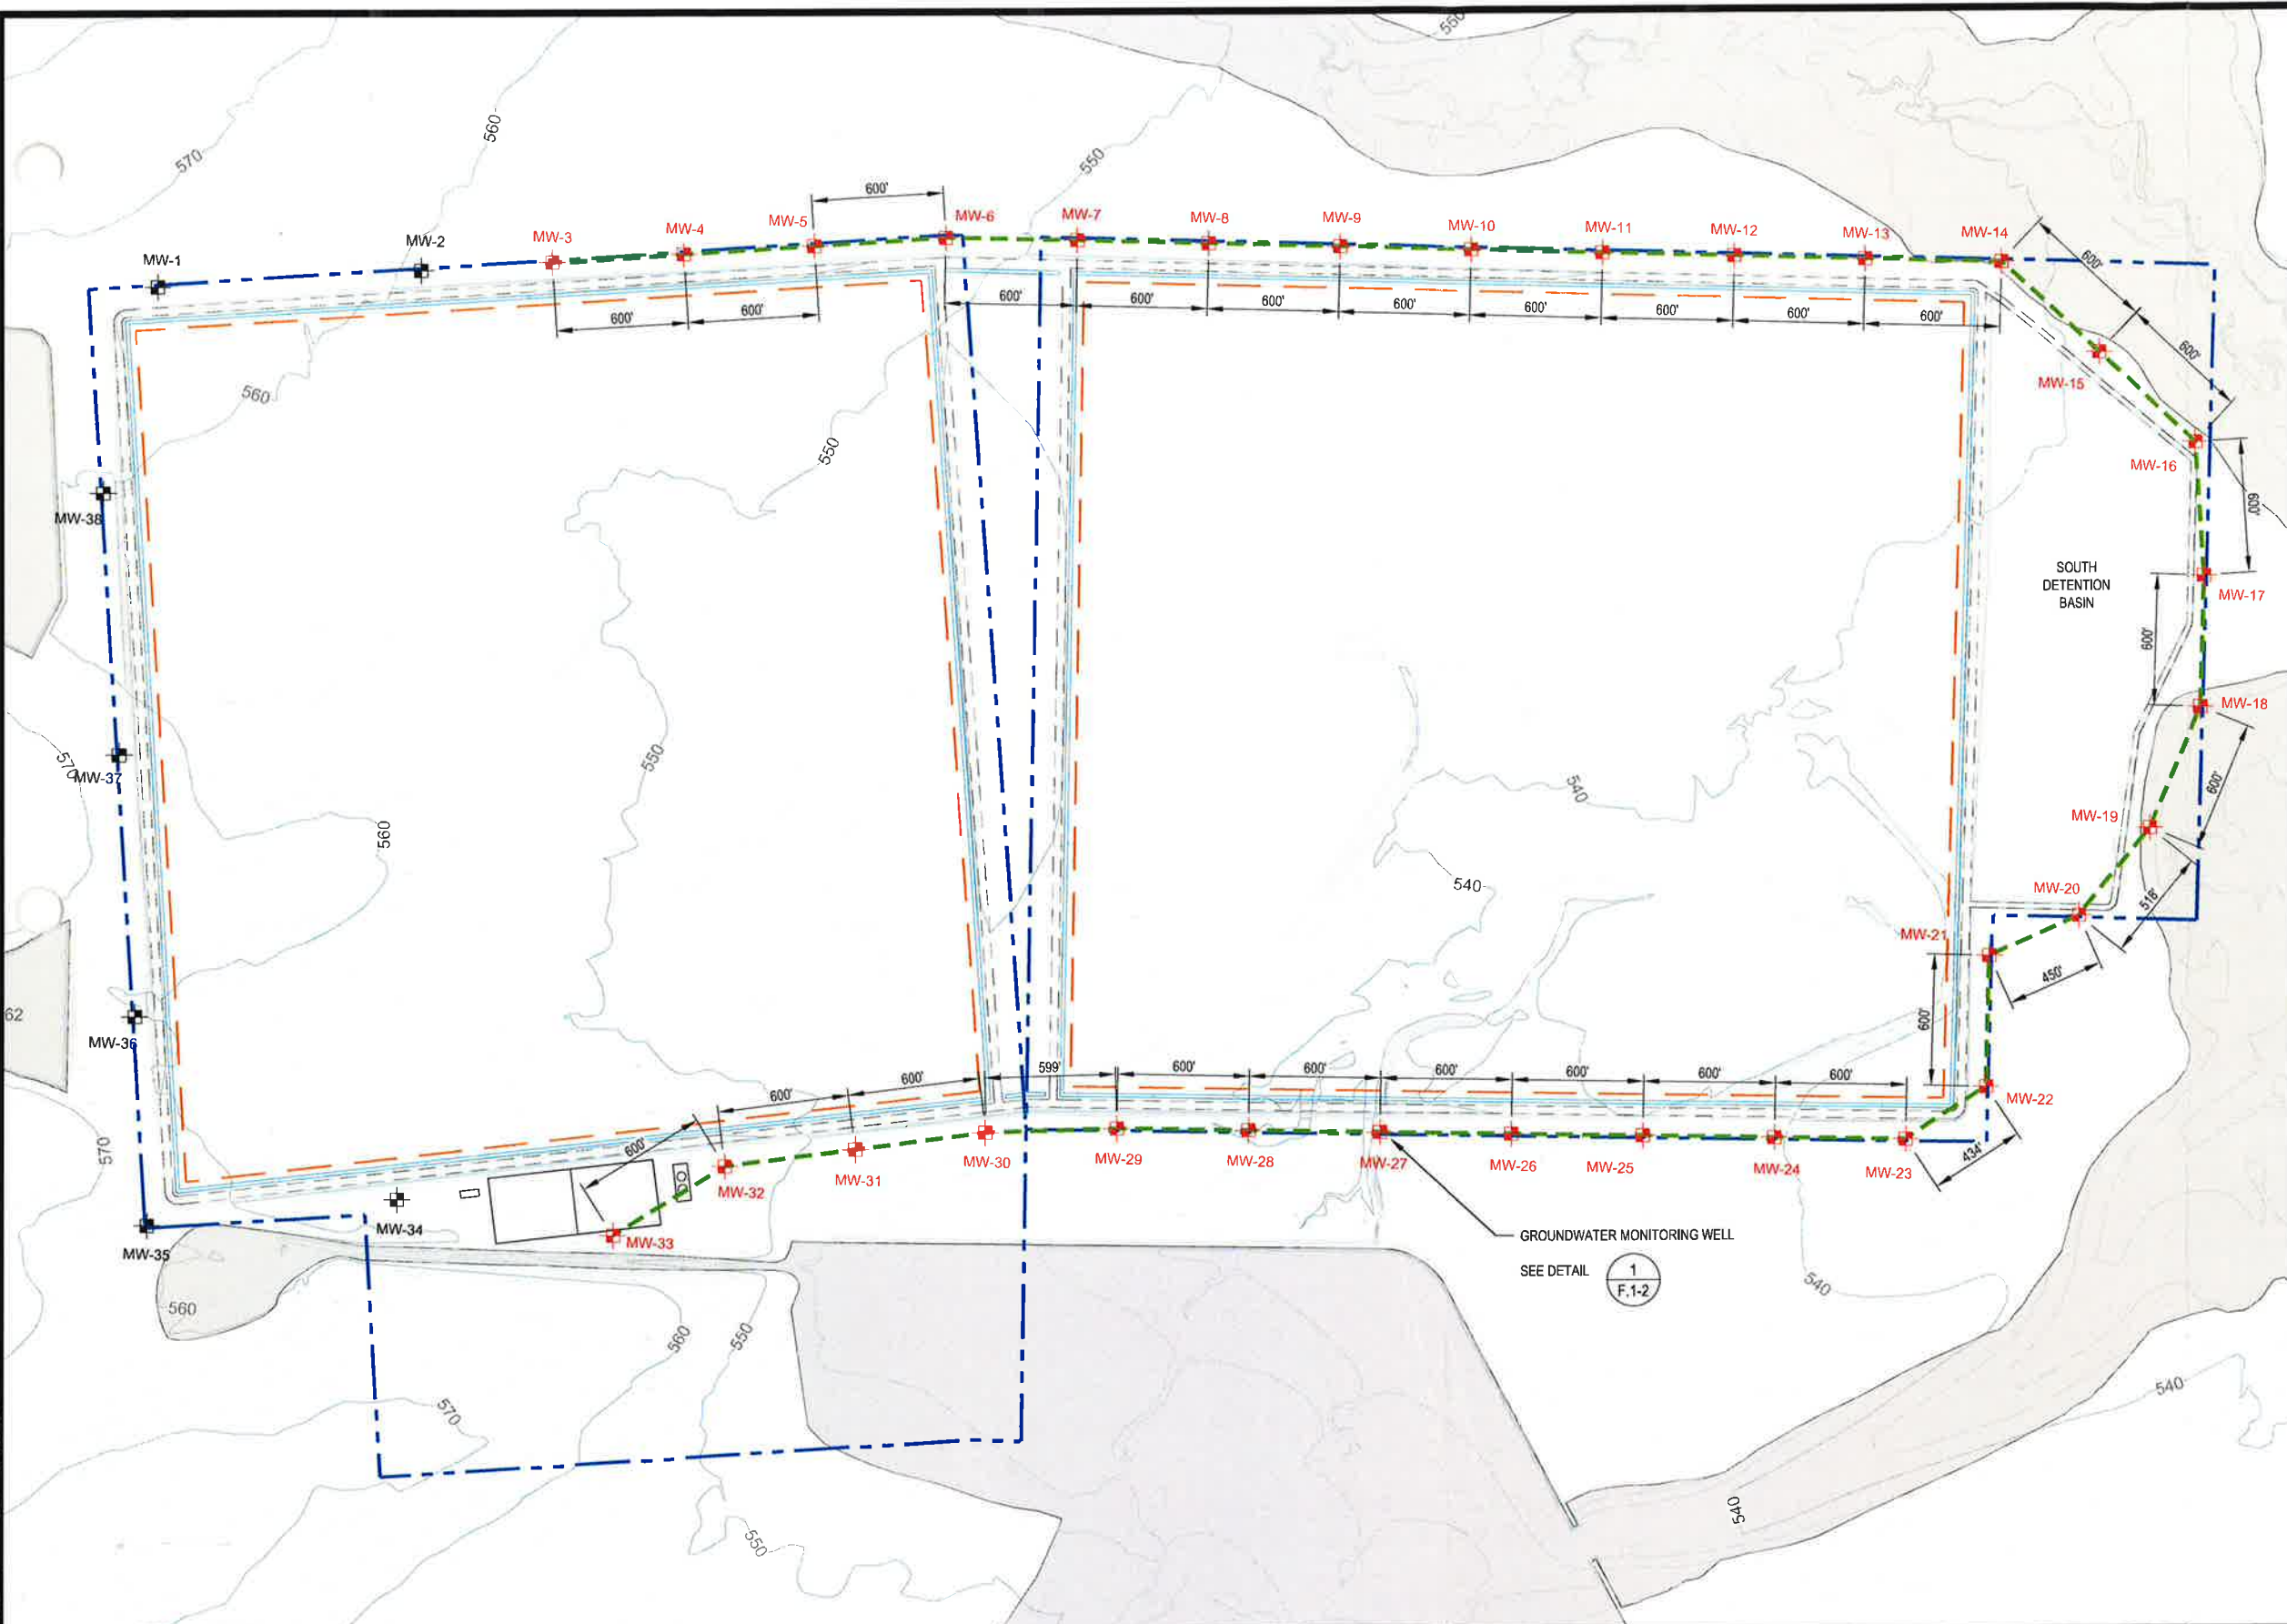 550
560
570
550
600'
MW-1
MW-2
MW-3
MW-4
MW-5
MW-6
MW-7
MW-8
MW-9
MW-10
MW-11
MW-12
MW-13
MW-14
600'
600'
600'
600'
600'
600'
600'
600'
600'
600'
600'
600'
MW-15
560
550
MW-16
600'
MW-38
SOUTH
DETENTION
BASIN
MW-17
600'
MW-18
570
MW-37
550
540
600'
560
MW-19
540
MW-20
518'
MW-21
450'
62
600'
MW-36
599'
600'
600'
600'
600'
600'
600'
600'
600'
MW-22
570
600'
434'
MW-35
MW-34
MW-33
MW-32
MW-31
MW-30
MW-29
MW-28
MW-27
MW-26
MW-25
MW-24
MW-23
GROUNDWATER MONITORING WELL
SEE DETAIL
1
F.1-2
560
560
550
540
570
540
550
540